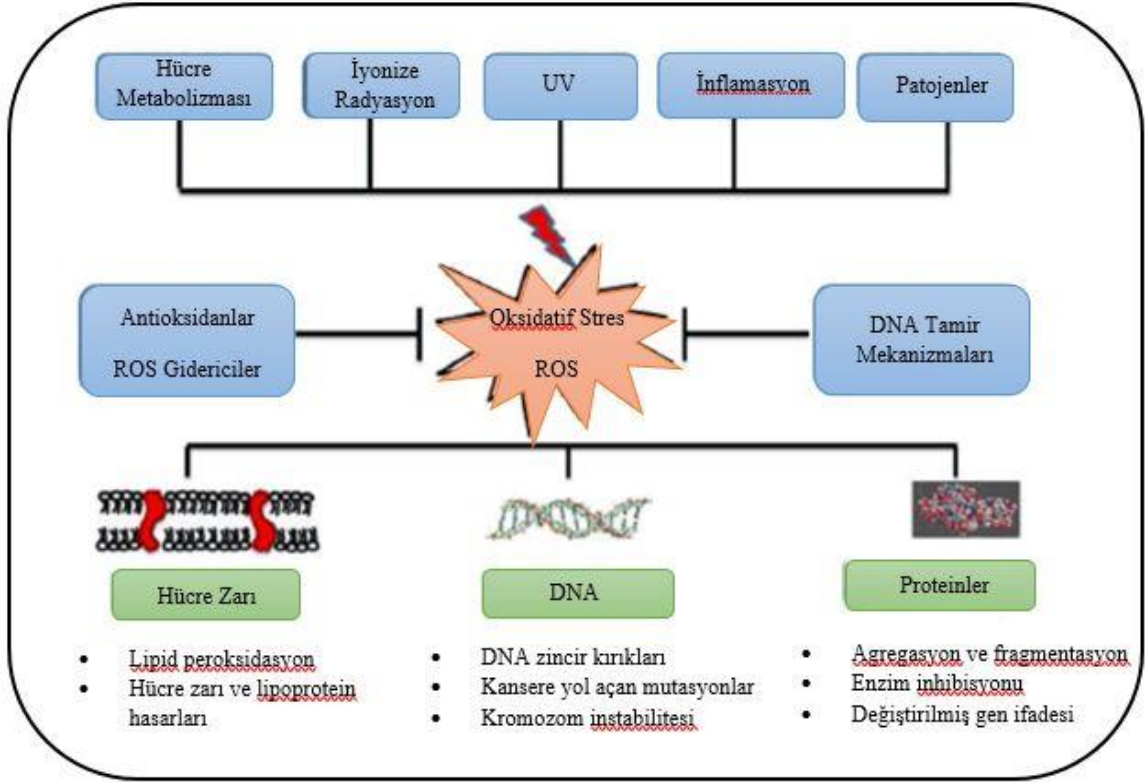 Hücre
Metabolizması
İyonize
Radyasyon
UV
İnflamasyon
Patojenler
Antioksidanlar
ROS Gidericiler
Oksidatif Stres
ROS
DNA Tamir
Mekanizmaları
Hücre Zarı
DNA
Proteinler
• Lipid peroksidasyon
• Hücre zarı ve lipoprotein
hasarları
• DNA zincir kırıkları
• Kansere yol açan mutasyonlar
• Kromozom instabilitesi
• Agregasyon ve fragmentasyon
• Enzim inhibisyonu
• Değiştirilmiş gen ifadesi